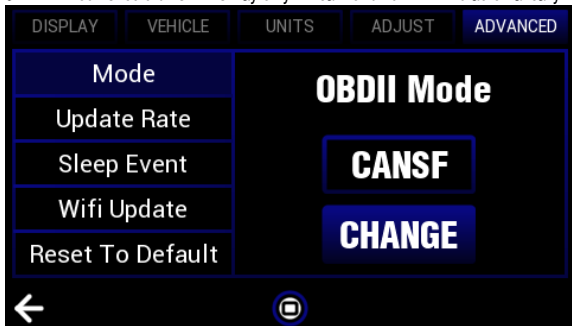 DISPLAY VEHICLE UNITS ADJUST ADVANCED
Mode
Update Rate
Sleep Event
Wifi Update
Reset To Default
OBDII Mode
CANSF
CHANGE